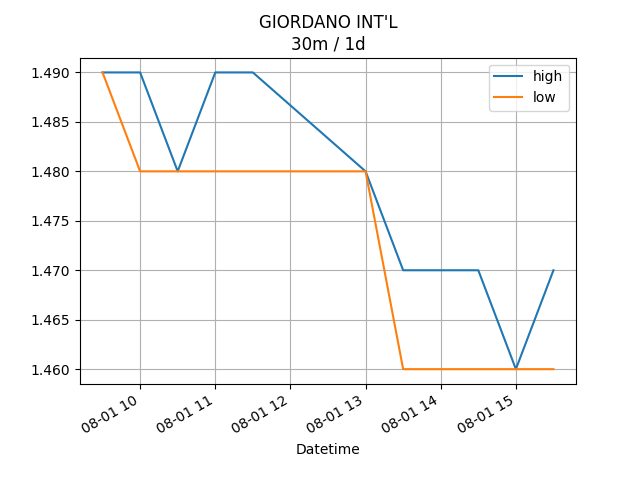 GIORDANO INT'L
30m / 1d
high
low
1.490
1.485
1.480
1.475
1.470
1.465
1.460
08-01 10
08-01 11
08-01 12
08-01 13
08-01 14
08-01 15
Datetime